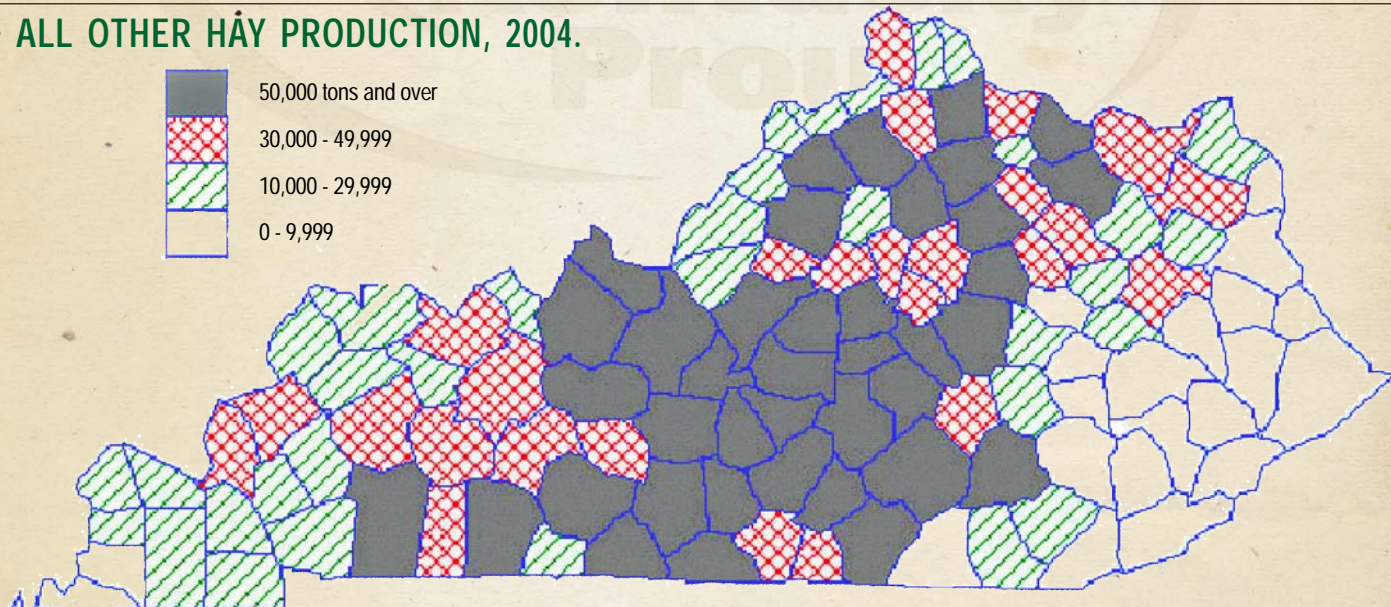 ALL OTHER HAY PRODUCTION, 2004.
50,000 tons and over
30,000 - 49,999
10,000 - 29,999
0 - 9,999